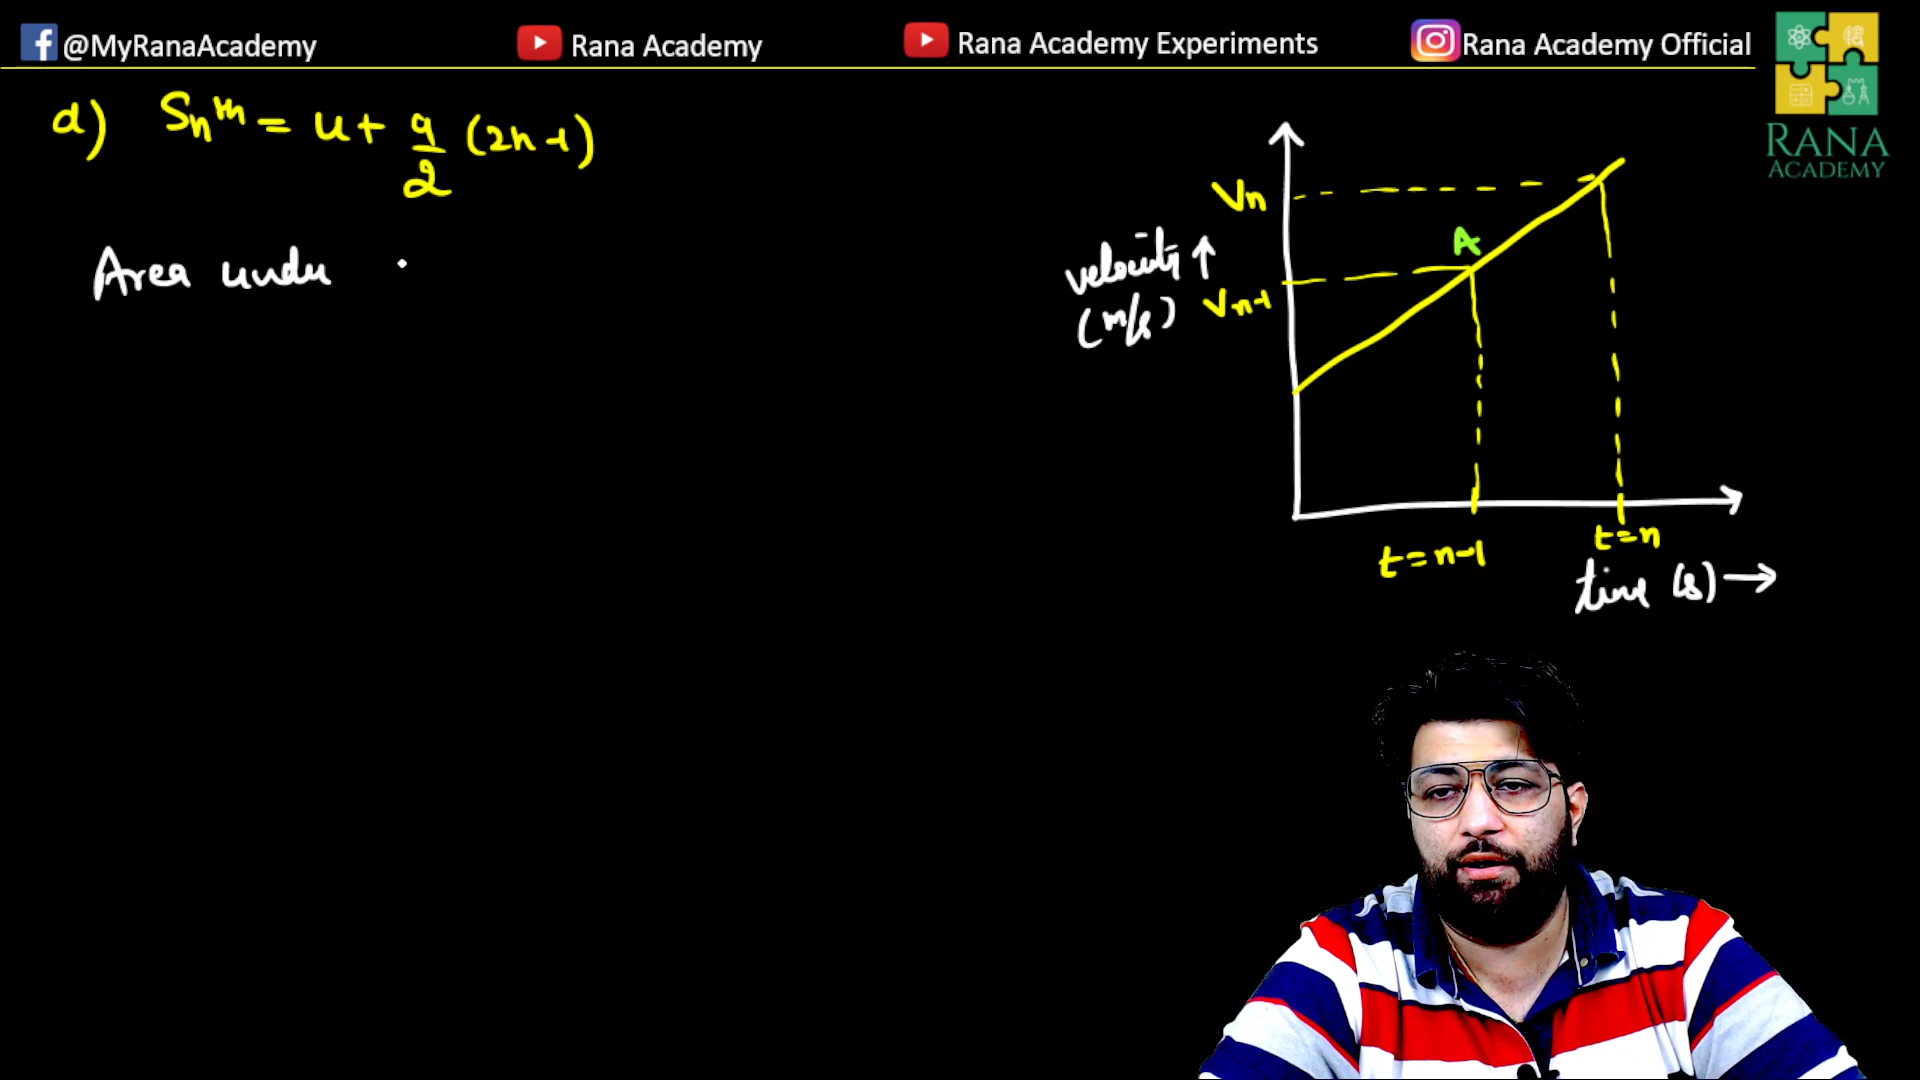 @MyRanaAcademy
Rana Academy
Rana Academy Experiments
Rana Academy Official
RANA
ACADEMY
a) Snth = u + a/2 (2n-1)
Area under
Vn
A
velocity ↑
(m/s)
Vn-1
t=n-1
t=n
time (s) →